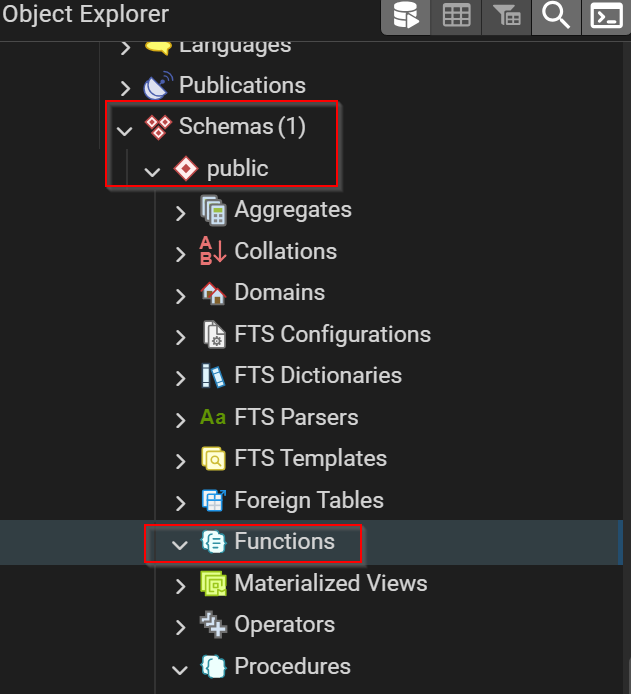 Object Explorer
Languages
Publications
Schemas (1)
public
Aggregates
A
B
Collations
Domains
FTS Configurations
FTS Dictionaries
Aa FTS Parsers
FTS Templates
Foreign Tables
Functions
Materialized Views
Operators
Procedures